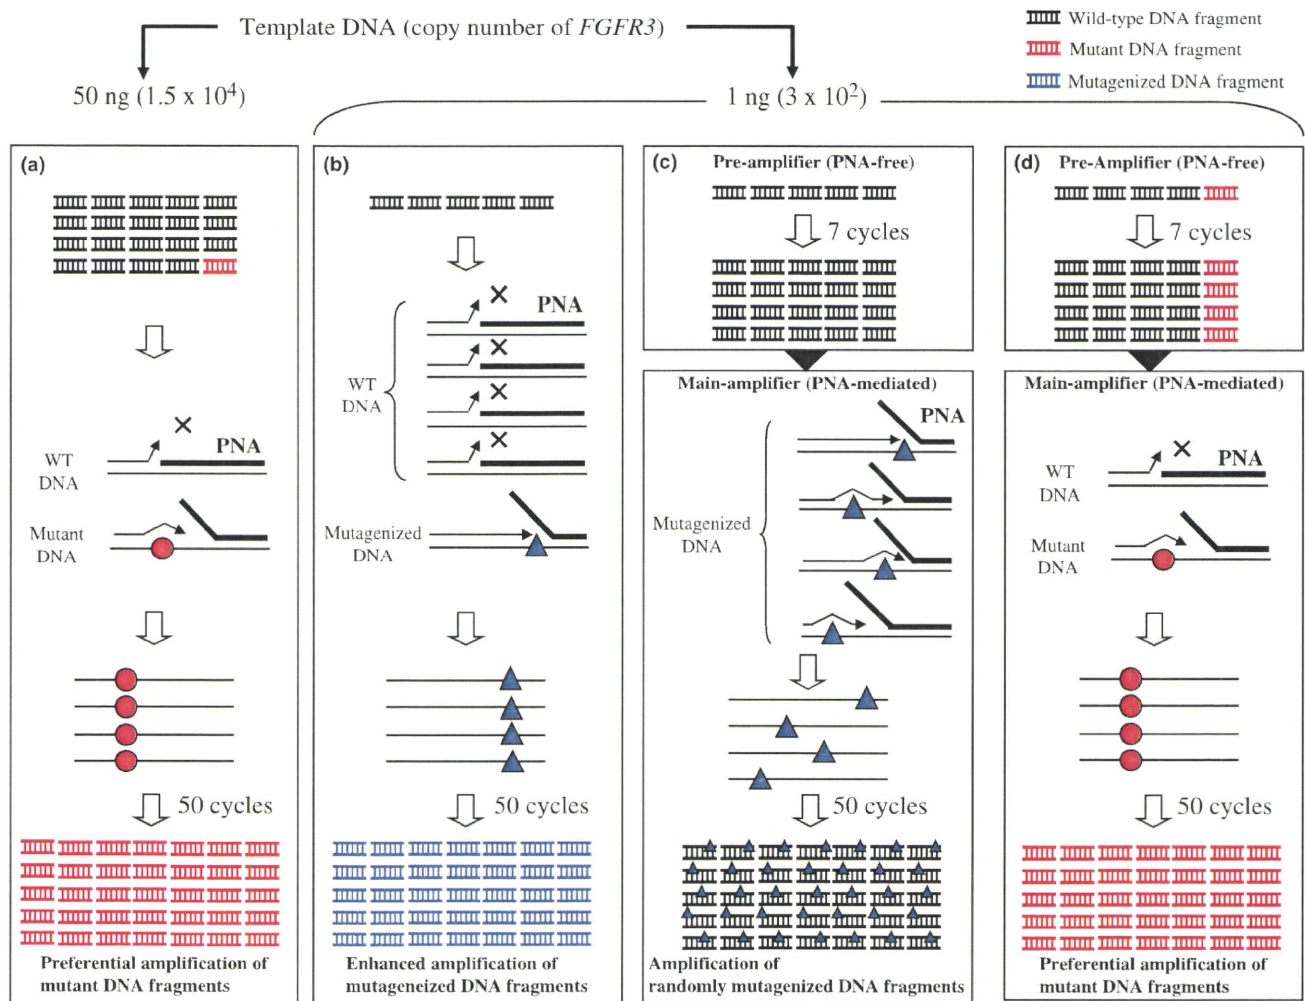 Template DNA (copy number of FGFR3)
Wild-type DNA fragment
Mutant DNA fragment
Mutagenized DNA fragment
50 ng (1.5 x 10⁴)
1 ng (3 x 10²)
(a)
WT
DNA
PNA
Mutant
DNA
50 cycles
Preferential amplification of
mutant DNA fragments
(b)
PNA
WT
DNA
Mutagenized
DNA
50 cycles
Enhanced amplification of
mutageneized DNA fragments
(c)
Pre-amplifier (PNA-free)
7 cycles
Main-amplifier (PNA-mediated)
PNA
Mutagenized
DNA
50 cycles
Amplification of
randomly mutagenized DNA fragments
(d)
Pre-Amplifier (PNA-free)
7 cycles
Main-amplifier (PNA-mediated)
WT
DNA
PNA
Mutant
DNA
50 cycles
Preferential amplification of
mutant DNA fragments